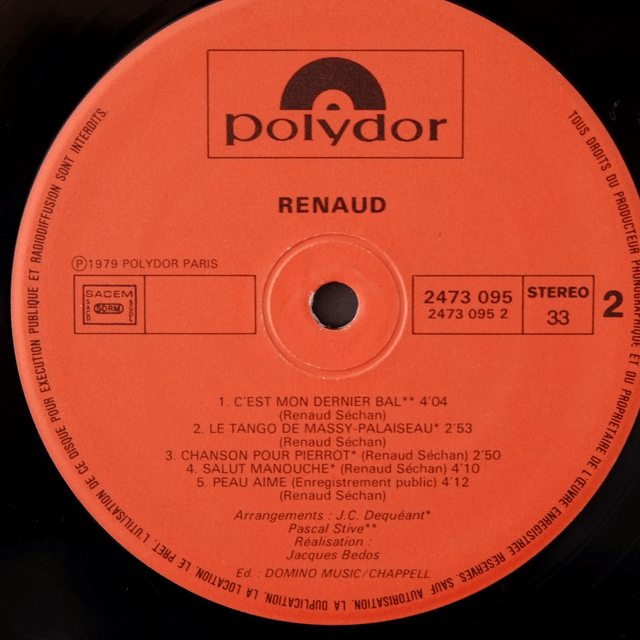 polydor
RENAUD
℗1979 POLYDOR PARIS
SACEM
SACD
SDRM
SGDL
2473 095
2473 095 2
STEREO
33
2
1. C'EST MON DERNIER BAL** 4'04
(Renaud Séchan)
2. LE TANGO DE MASSY-PALAISEAU* 2'53
(Renaud Séchan)
3. CHANSON POUR PIERROT* (Renaud Séchan) 2'50
4. SALUT MANOUCHE* (Renaud Séchan) 4'10
5. PEAU AIME (Enregistrement public) 4'12
(Renaud Séchan)
Arrangements : J.C. Dequéant*
Pascal Stive**
Réalisation :
Jacques Bedos
Ed. : DOMINO MUSIC/CHAPPELL
TOUS DROITS DU PRODUCTEUR PHONOGRAPHIQUE ET DU PROPRIETAIRE DE L'ŒUVRE ENREGISTREE RESERVES. SAUF AUTORISATION, LA DUPLICATION, LA LOCATION, LE PRET, L'UTILISATION DE CE DISQUE POUR EXECUTION PUBLIQUE ET RADIODIFFUSION SONT INTERDITS.